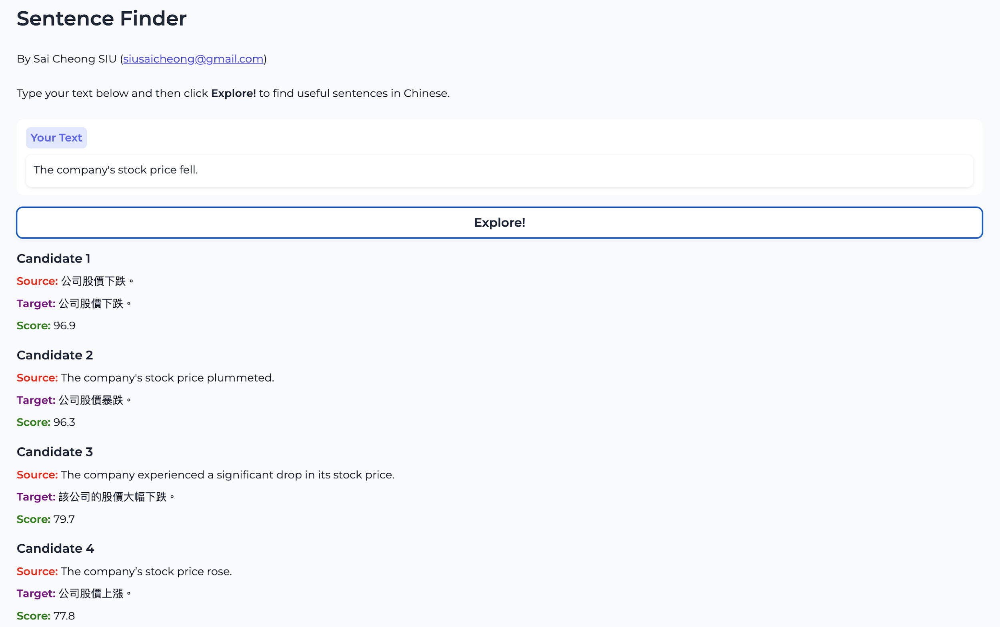 Sentence Finder
By Sai Cheong SIU (siusaicheong@gmail.com)
Type your text below and then click Explore! to find useful sentences in Chinese.
Your Text
The company's stock price fell.
Explore!
Candidate 1
Source: 公司股價下跌。
Target: 公司股價下跌。
Score: 96.9
Candidate 2
Source: The company's stock price plummeted.
Target: 公司股價暴跌。
Score: 96.3
Candidate 3
Source: The company experienced a significant drop in its stock price.
Target: 該公司的股價大幅下跌。
Score: 79.7
Candidate 4
Source: The company’s stock price rose.
Target: 公司股價上漲。
Score: 77.8